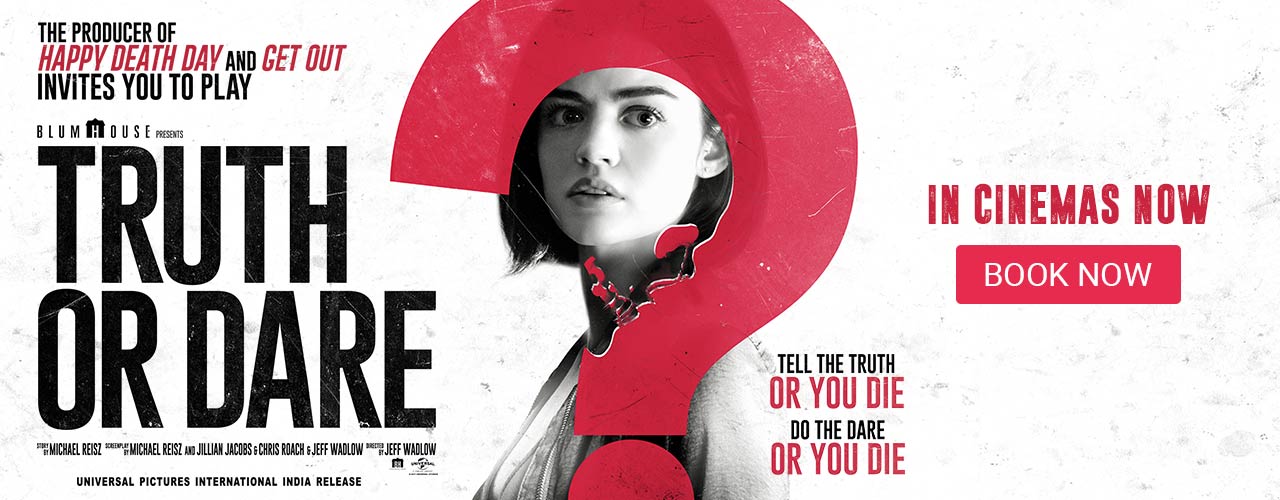 THE PRODUCER OF
HAPPY DEATH DAY AND GET OUT
INVITES YOU TO PLAY
BLUMHOUSE PRESENTS
TRUTH
OR DARE
STORY BY MICHAEL REISZ SCREENPLAY BY MICHAEL REISZ AND JILLIAN JACOBS & CHRIS ROACH & JEFF WADLOW DIRECTED BY JEFF WADLOW
UNIVERSAL
UNIVERSAL PICTURES INTERNATIONAL INDIA RELEASE
TELL THE TRUTH
OR YOU DIE
DO THE DARE
OR YOU DIE
IN CINEMAS NOW
BOOK NOW